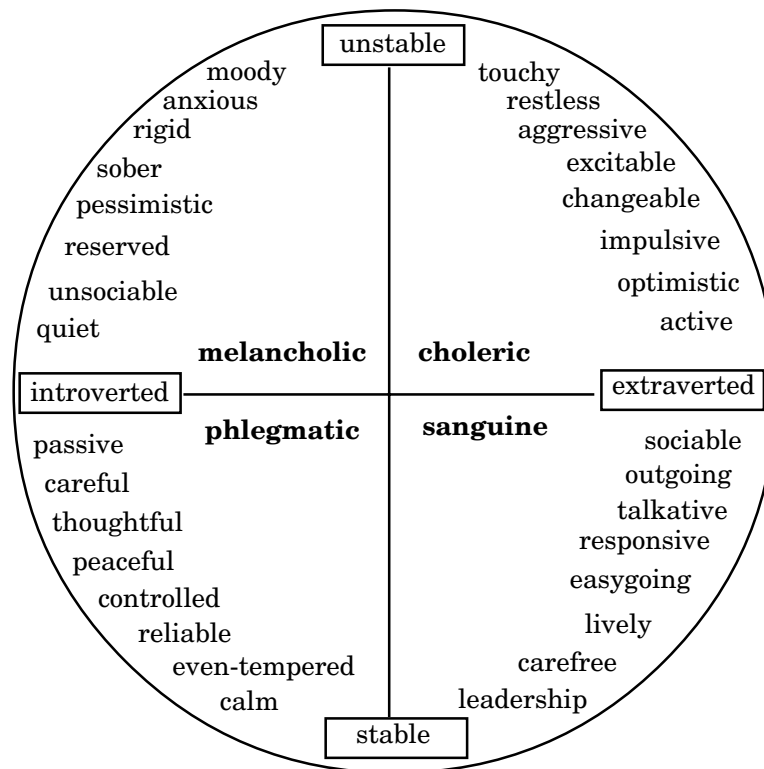 unstable
moody
touchy
anxious
restless
rigid
aggressive
sober
excitable
pessimistic
changeable
reserved
impulsive
unsociable
optimistic
quiet
active
melancholic
choleric
introverted
extraverted
phlegmatic
sanguine
passive
sociable
careful
outgoing
thoughtful
talkative
peaceful
responsive
controlled
easygoing
reliable
lively
even-tempered
carefree
calm
leadership
stable